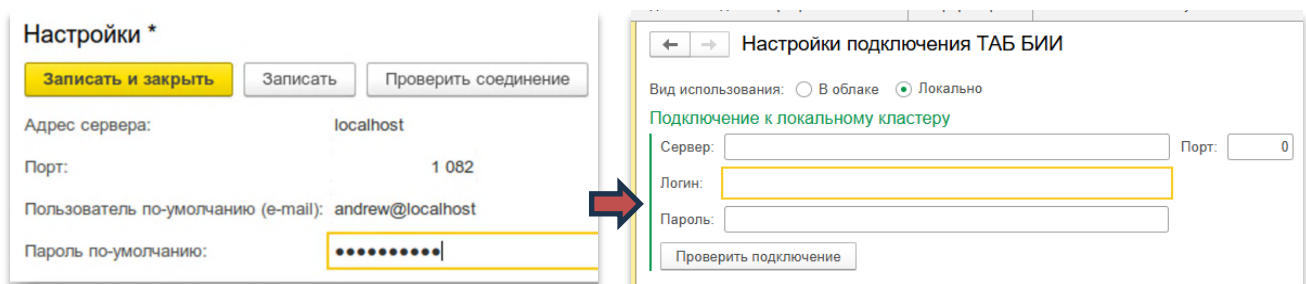 Настройки *
Записать и закрыть Записать Проверить соединение
Адрес сервера: localhost
Порт: 1 082
Пользователь по-умолчанию (e-mail): andrew@localhost
Пароль по-умолчанию: ●●●●●●●●●●
Настройки подключения ТАБ БИИ
Вид использования: В облаке Локально
Подключение к локальному кластеру
Сервер: Порт: 0
Логин:
Пароль:
Проверить подключение